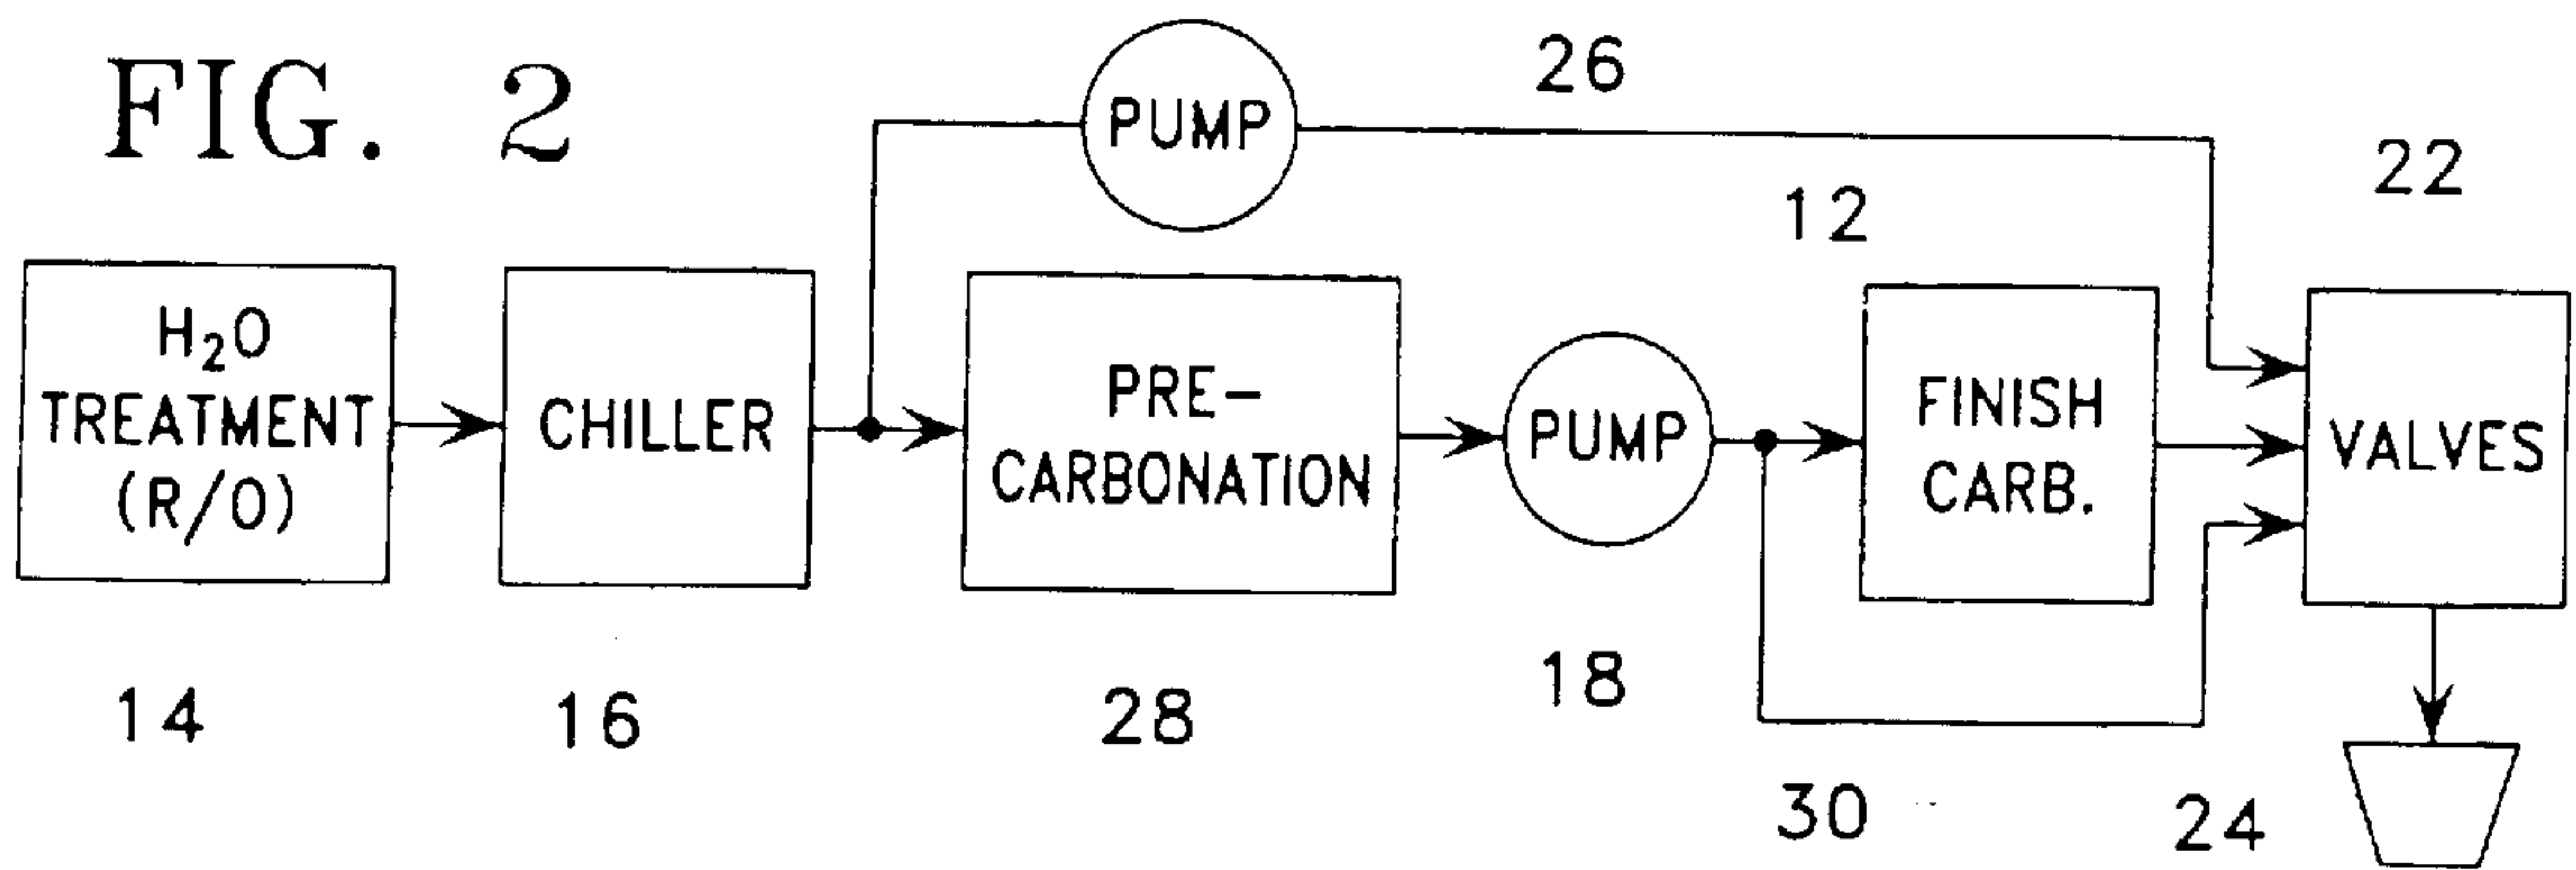 FIG. 2
PUMP
26
22
12
H₂O
TREATMENT
(R/O)
CHILLER
PRE-
CARBONATION
PUMP
FINISH
CARB.
VALVES
14
16
28
18
30
24